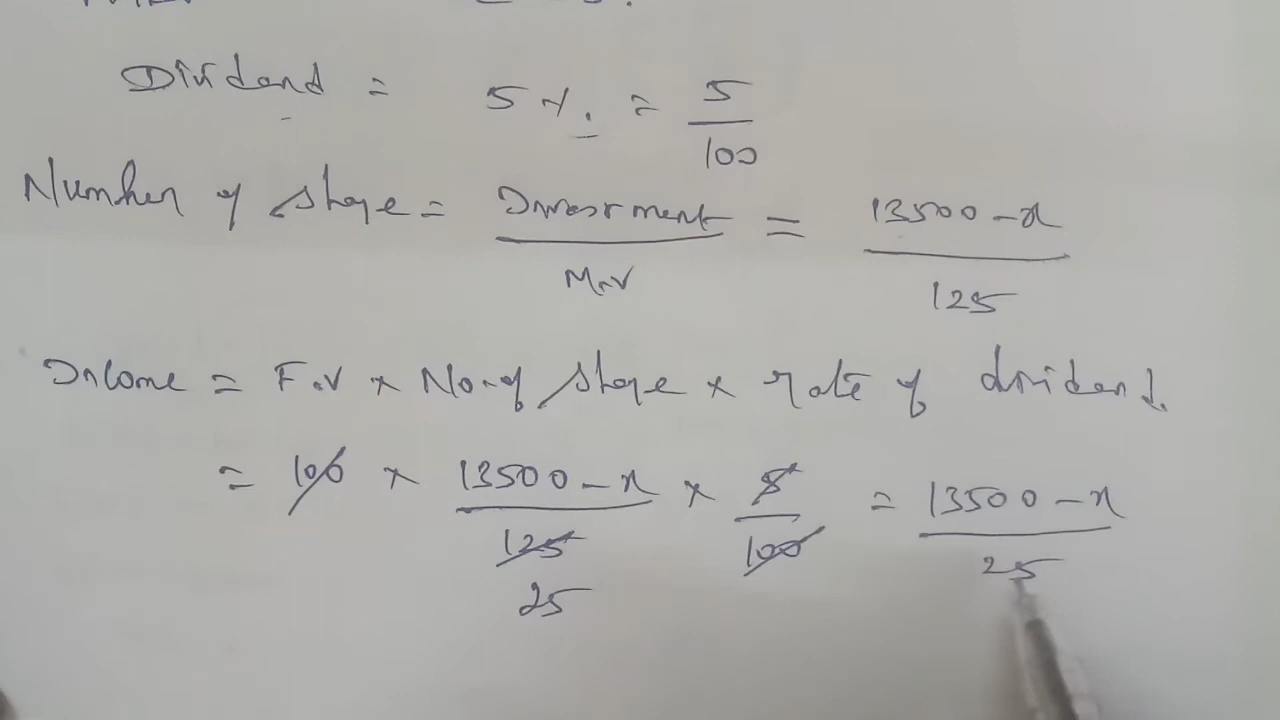 Dividend = 5 %. = 5/100
Number of share = Investment/M.V = 13500 - x/125
Income = F.V × No. of share × rate of dividend.
= 100 × 13500 - x/125 × 5/100 = 13500 - x/25
25